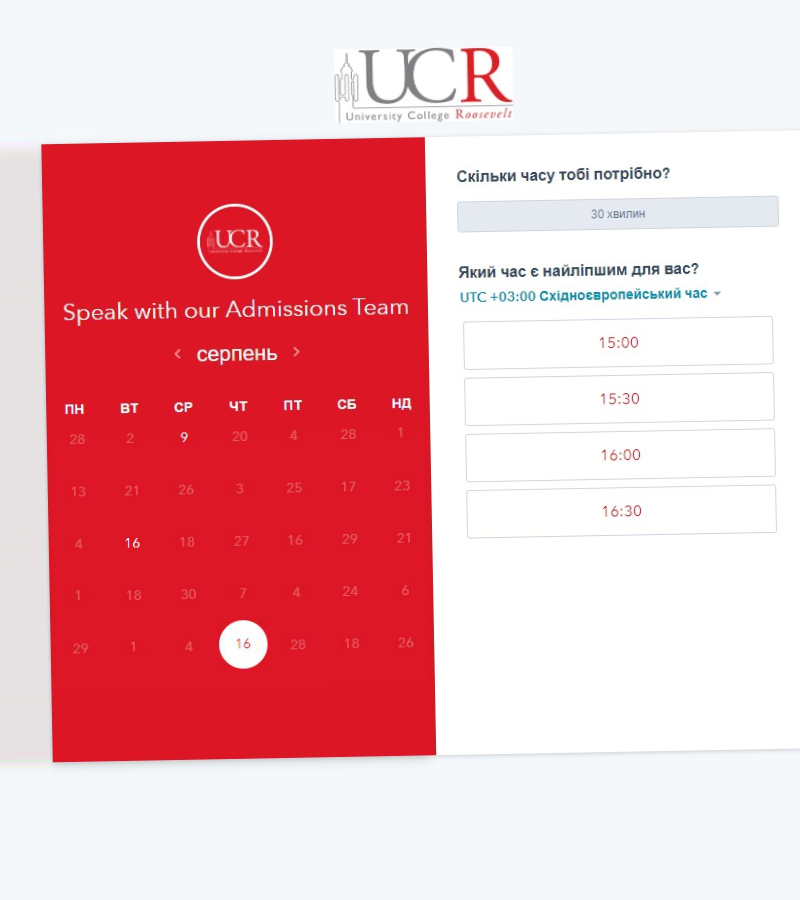 UCR
University College Roosevelt
UCR
Speak with our Admissions Team
серпень
ПН ВТ СР ЧТ ПТ СБ НД
28 2 9 20 4 28 1
13 21 26 3 25 17 23
4 16 18 27 16 29 21
1 18 30 7 4 24 6
29 1 4 16 28 18 26
Скільки часу тобі потрібно?
30 хвилин
Який час є найліпшим для вас?
UTC +03:00 Східноєвропейський час
15:00
15:30
16:00
16:30